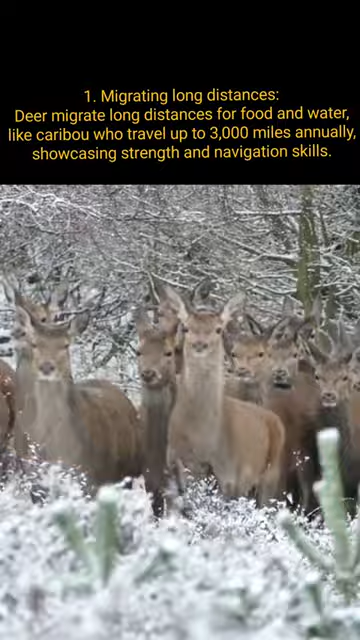 1. Migrating long distances:
Deer migrate long distances for food and water,
like caribou who travel up to 3,000 miles annually,
showcasing strength and navigation skills.